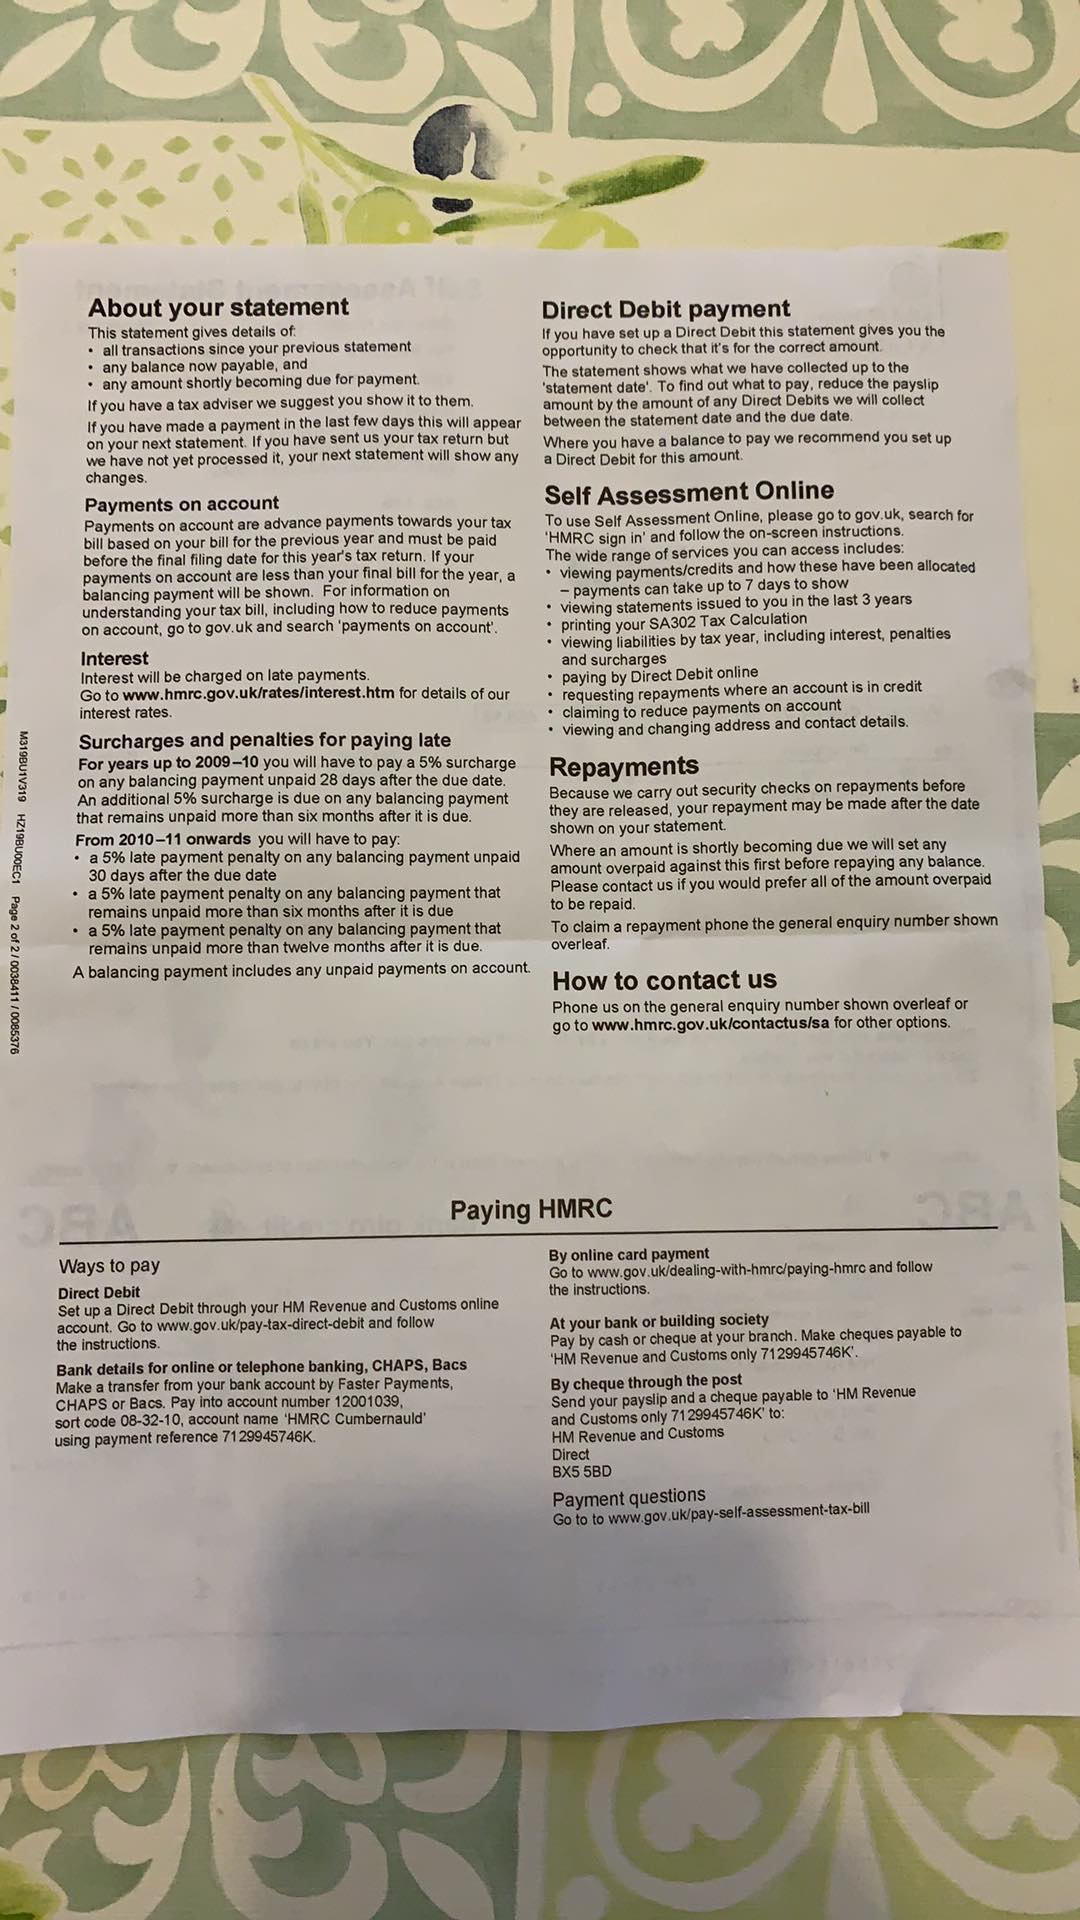 About your statement
This statement gives details of:
• all transactions since your previous statement
• any balance now payable, and
• any amount shortly becoming due for payment.
If you have a tax adviser we suggest you show it to them.
If you have made a payment in the last few days this will appear
on your next statement. If you have sent us your tax return but
we have not yet processed it, your next statement will show any
changes.
Payments on account
Payments on account are advance payments towards your tax
bill based on your bill for the previous year and must be paid
before the final filing date for this year's tax return. If your
payments on account are less than your final bill for the year, a
balancing payment will be shown. For information on
understanding your tax bill, including how to reduce payments
on account, go to gov.uk and search 'payments on account'.
Interest
Interest will be charged on late payments.
Go to www.hmrc.gov.uk/rates/interest.htm for details of our
interest rates.
Surcharges and penalties for paying late
For years up to 2009–10 you will have to pay a 5% surcharge
on any balancing payment unpaid 28 days after the due date.
An additional 5% surcharge is due on any balancing payment
that remains unpaid more than six months after it is due.
From 2010–11 onwards you will have to pay:
• a 5% late payment penalty on any balancing payment unpaid
30 days after the due date
• a 5% late payment penalty on any balancing payment that
remains unpaid more than six months after it is due
• a 5% late payment penalty on any balancing payment that
remains unpaid more than twelve months after it is due.
A balancing payment includes any unpaid payments on account.
M319BU1V319 HZ19BU00EC1 Page 2 of 2 / 0038411 / 0085376
Direct Debit payment
If you have set up a Direct Debit this statement gives you the
opportunity to check that it's for the correct amount.
The statement shows what we have collected up to the
'statement date'. To find out what to pay, reduce the payslip
amount by the amount of any Direct Debits we will collect
between the statement date and the due date.
Where you have a balance to pay we recommend you set up
a Direct Debit for this amount.
Self Assessment Online
To use Self Assessment Online, please go to gov.uk, search for
'HMRC sign in' and follow the on-screen instructions.
The wide range of services you can access includes:
• viewing payments/credits and how these have been allocated
– payments can take up to 7 days to show
• viewing statements issued to you in the last 3 years
• printing your SA302 Tax Calculation
• viewing liabilities by tax year, including interest, penalties
and surcharges
• paying by Direct Debit online
• requesting repayments where an account is in credit
• claiming to reduce payments on account
• viewing and changing address and contact details.
Repayments
Because we carry out security checks on repayments before
they are released, your repayment may be made after the date
shown on your statement.
Where an amount is shortly becoming due we will set any
amount overpaid against this first before repaying any balance.
Please contact us if you would prefer all of the amount overpaid
to be repaid.
To claim a repayment phone the general enquiry number shown
overleaf.
How to contact us
Phone us on the general enquiry number shown overleaf or
go to www.hmrc.gov.uk/contactus/sa for other options.
Paying HMRC
Ways to pay
Direct Debit
Set up a Direct Debit through your HM Revenue and Customs online
account. Go to www.gov.uk/pay-tax-direct-debit and follow
the instructions.
Bank details for online or telephone banking, CHAPS, Bacs
Make a transfer from your bank account by Faster Payments,
CHAPS or Bacs. Pay into account number 12001039,
sort code 08-32-10, account name 'HMRC Cumbernauld'
using payment reference 7129945746K.
By online card payment
Go to www.gov.uk/dealing-with-hmrc/paying-hmrc and follow
the instructions.
At your bank or building society
Pay by cash or cheque at your branch. Make cheques payable to
'HM Revenue and Customs only 7129945746K'.
By cheque through the post
Send your payslip and a cheque payable to 'HM Revenue
and Customs only 7129945746K' to:
HM Revenue and Customs
Direct
BX5 5BD
Payment questions
Go to to www.gov.uk/pay-self-assessment-tax-bill